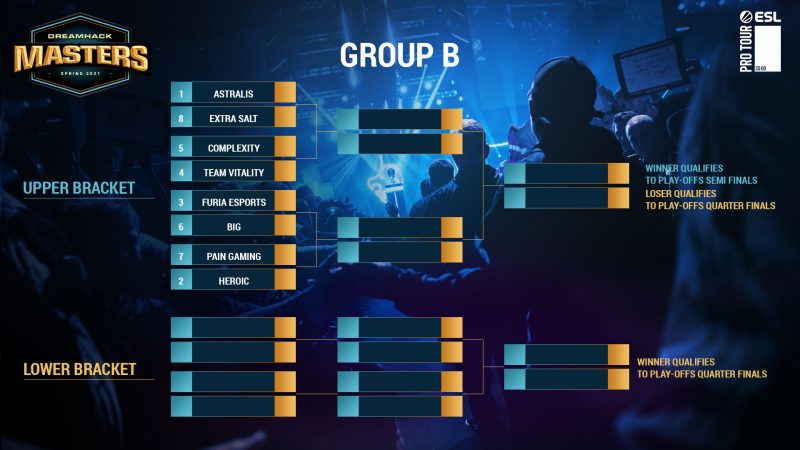 DREAMHACK
MASTERS
SPRING 2021
GROUP B
PRO TOUR
ESL
CS GO
1 ASTRALIS
8 EXTRA SALT
5 COMPLEXITY
4 TEAM VITALITY
UPPER BRACKET
3 FURIA ESPORTS
6 BIG
7 PAIN GAMING
2 HEROIC
WINNER QUALIFIES
TO PLAY-OFFS SEMI FINALS
LOSER QUALIFIES
TO PLAY-OFFS QUARTER FINALS
LOWER BRACKET
WINNER QUALIFIES
TO PLAY-OFFS QUARTER FINALS